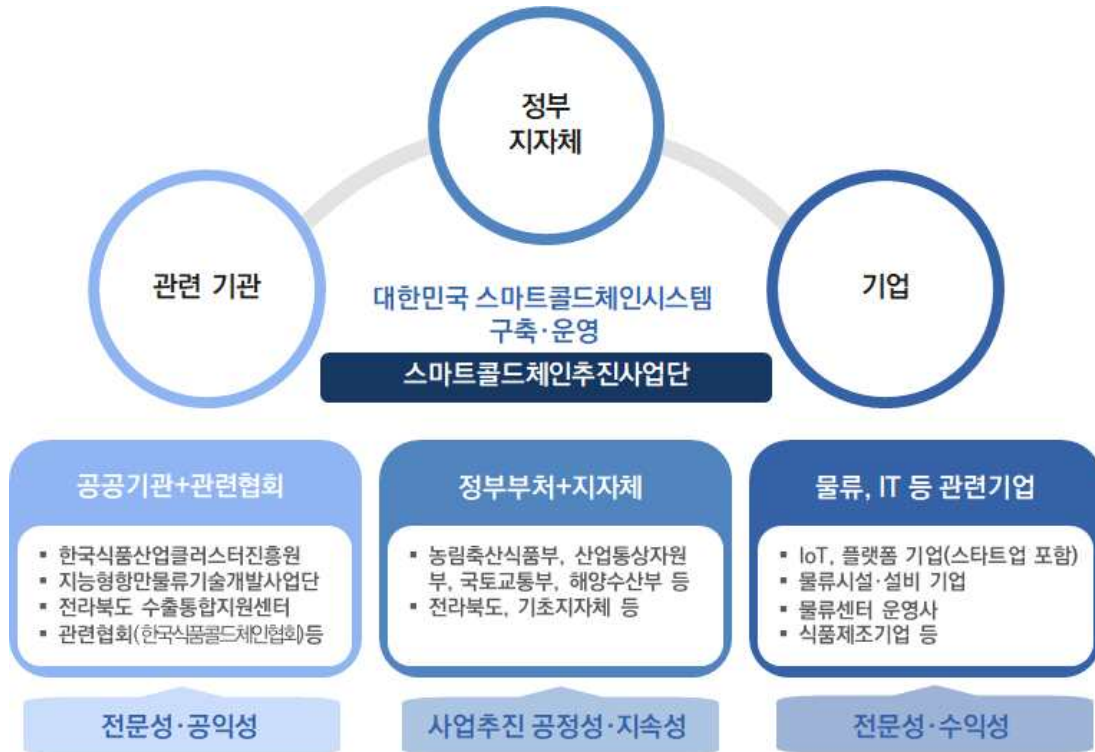 정부
지자체
관련 기관
기업
대한민국 스마트콜드체인시스템
구축·운영
스마트콜드체인추진사업단
공공기관+관련협회
▪ 한국식품산업클러스터진흥원
▪ 지능형항만물류기술개발사업단
▪ 전라북도 수출통합지원센터
▪ 관련협회(한국식품콜드체인협회)등
전문성·공익성
정부부처+지자체
▪ 농림축산식품부, 산업통상자원
부, 국토교통부, 해양수산부 등
▪ 전라북도, 기초지자체 등
사업추진 공정성·지속성
물류, IT 등 관련기업
▪ IoT, 플랫폼 기업(스타트업 포함)
▪ 물류시설·설비 기업
▪ 물류센터 운영사
▪ 식품제조기업 등
전문성·수익성